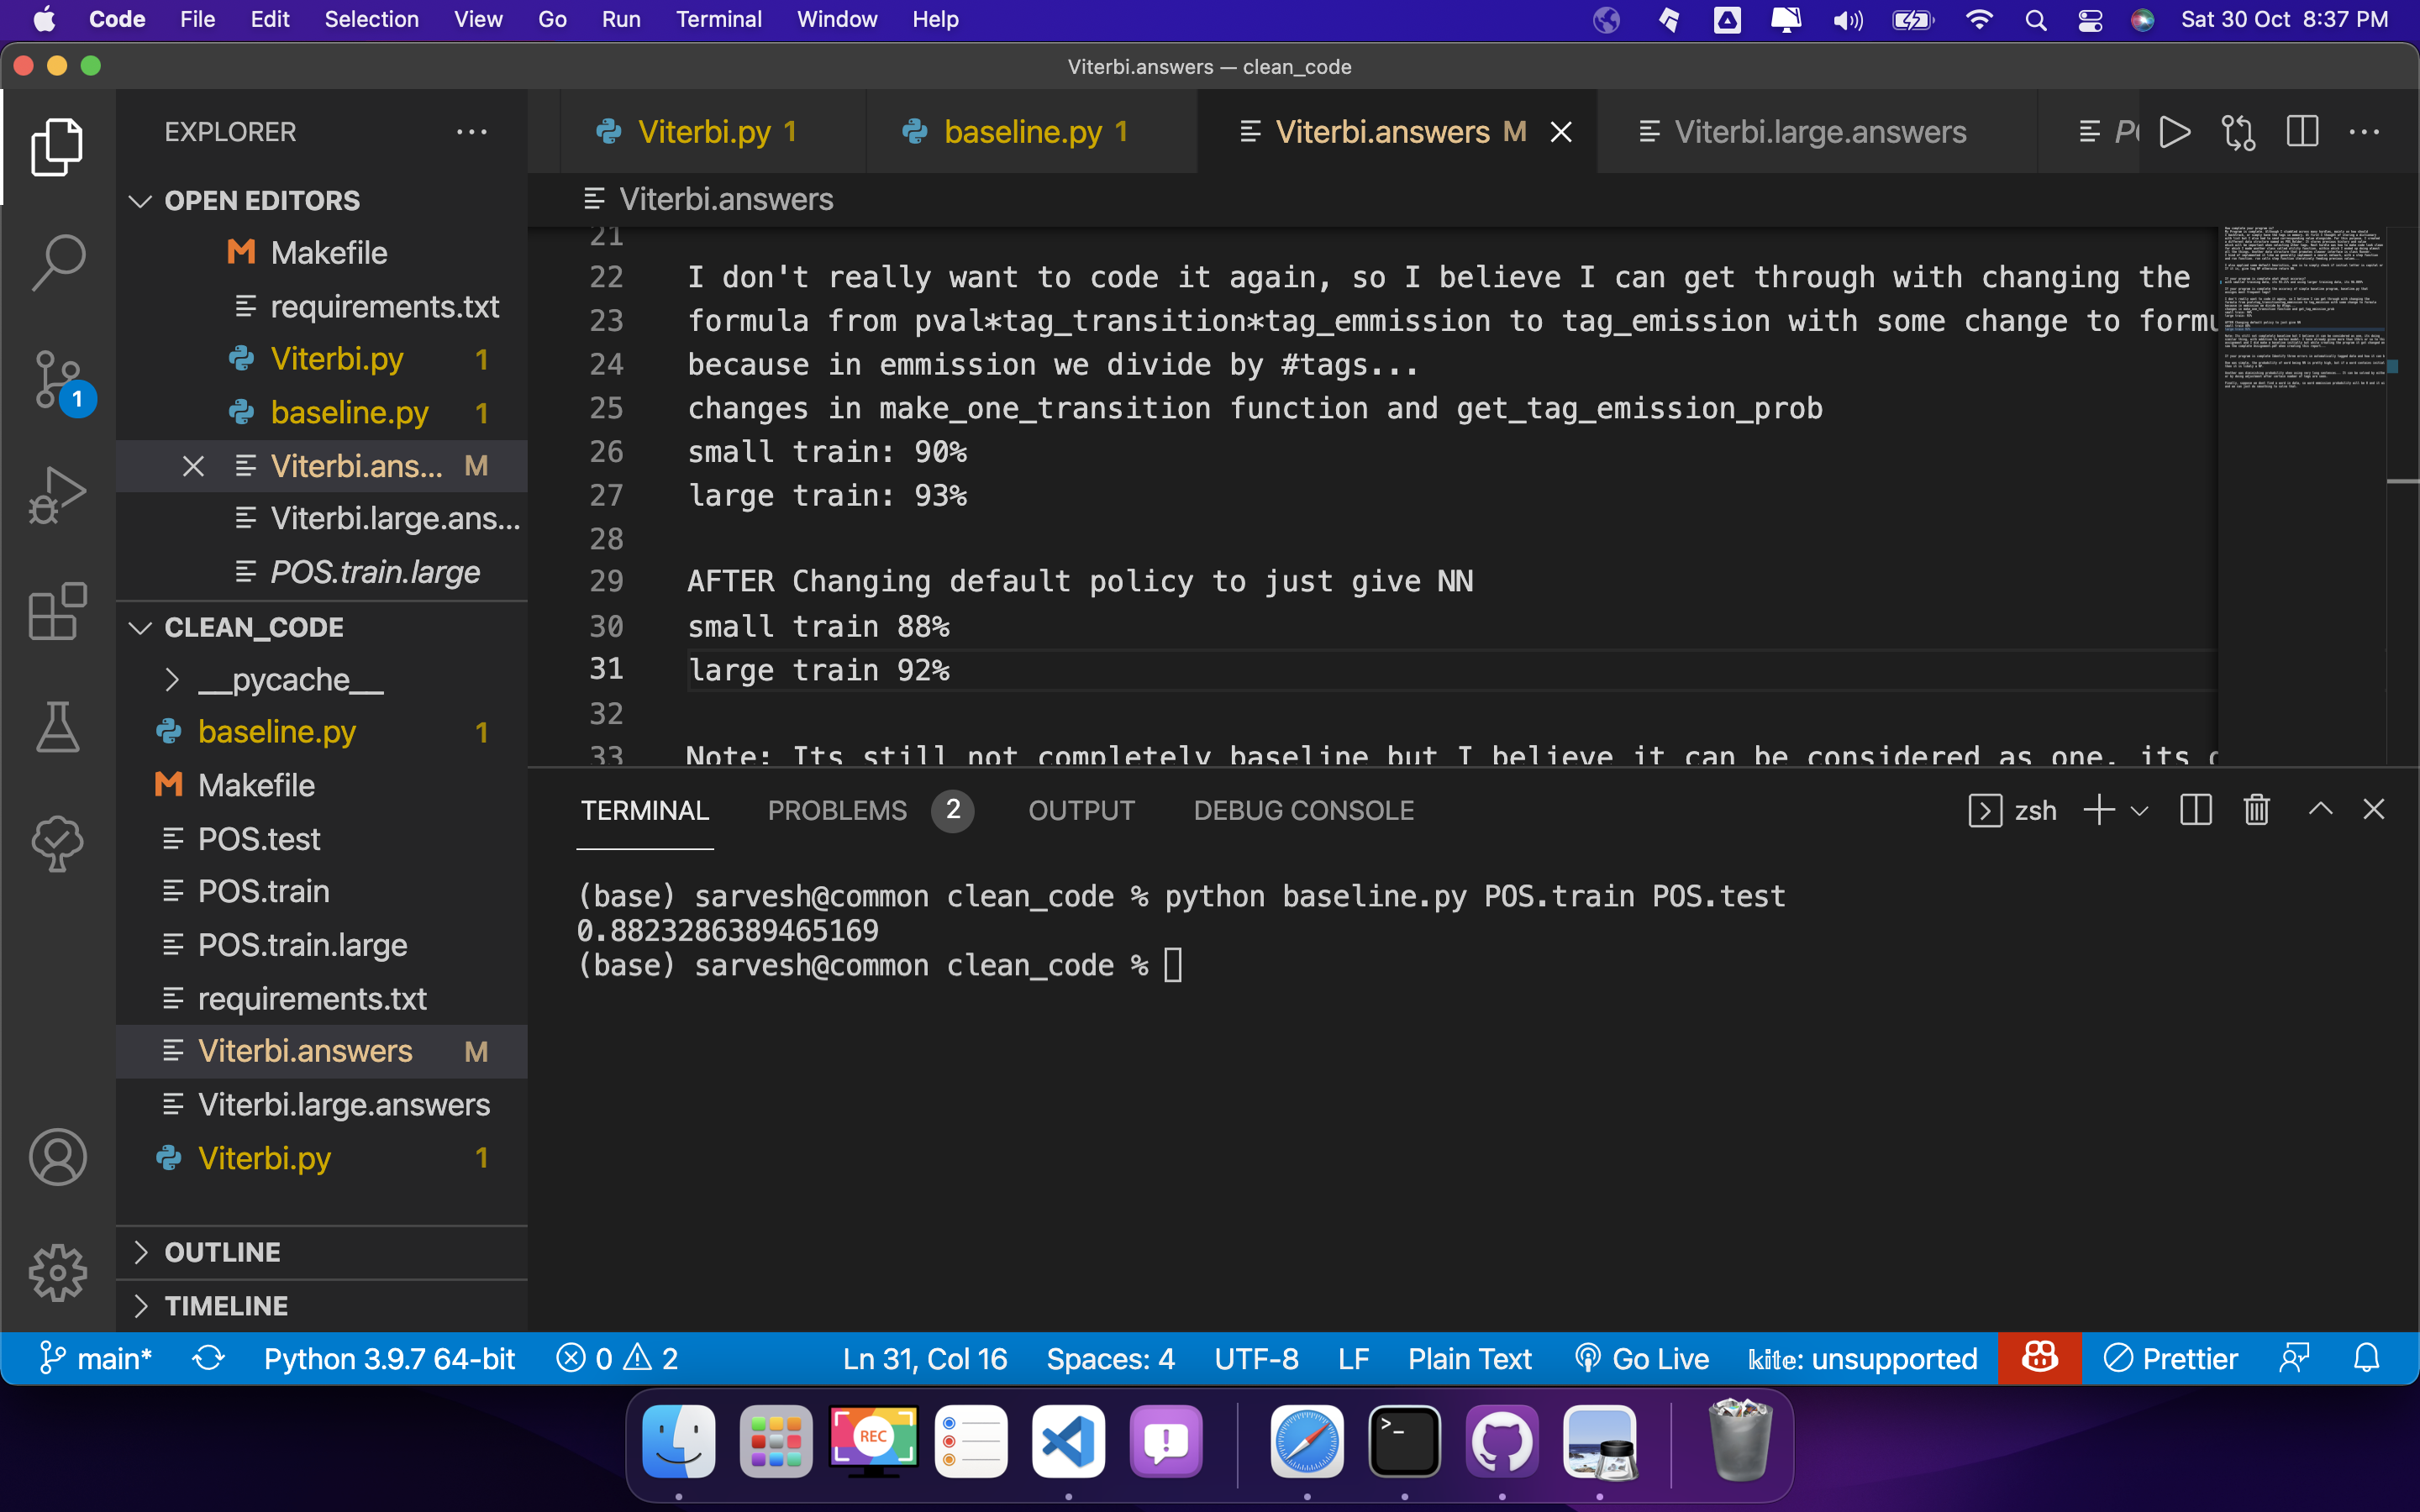 Code File Edit Selection View Go Run Terminal Window Help Sat 30 Oct 8:37 PM
Viterbi.answers — clean_code
EXPLORER
OPEN EDITORS
Makefile
requirements.txt
Viterbi.py 1
baseline.py 1
Viterbi.ans... M
Viterbi.large.ans...
POS.train.large
CLEAN_CODE
__pycache__
baseline.py 1
Makefile
POS.test
POS.train
POS.train.large
requirements.txt
Viterbi.answers M
Viterbi.large.answers
Viterbi.py 1
OUTLINE
TIMELINE
1
Viterbi.py 1 baseline.py 1 Viterbi.answers M Viterbi.large.answers
Viterbi.answers
21
22 I don't really want to code it again, so I believe I can get through with changing the
23 formula from pval*tag_transition*tag_emmission to tag_emission with some change to formu
24 because in emmission we divide by #tags...
25 changes in make_one_transition function and get_tag_emission_prob
26 small train: 90%
27 large train: 93%
28
29 AFTER Changing default policy to just give NN
30 small train 88%
31 large train 92%
32
33 Note: Its still not completely baseline but I believe it can be considered as one, its
TERMINAL PROBLEMS 2 OUTPUT DEBUG CONSOLE zsh
(base) sarvesh@common clean_code % python baseline.py POS.train POS.test
0.8823286389465169
(base) sarvesh@common clean_code %
main* Python 3.9.7 64-bit 0 2 Ln 31, Col 16 Spaces: 4 UTF-8 LF Plain Text Go Live kite: unsupported Prettier
REC